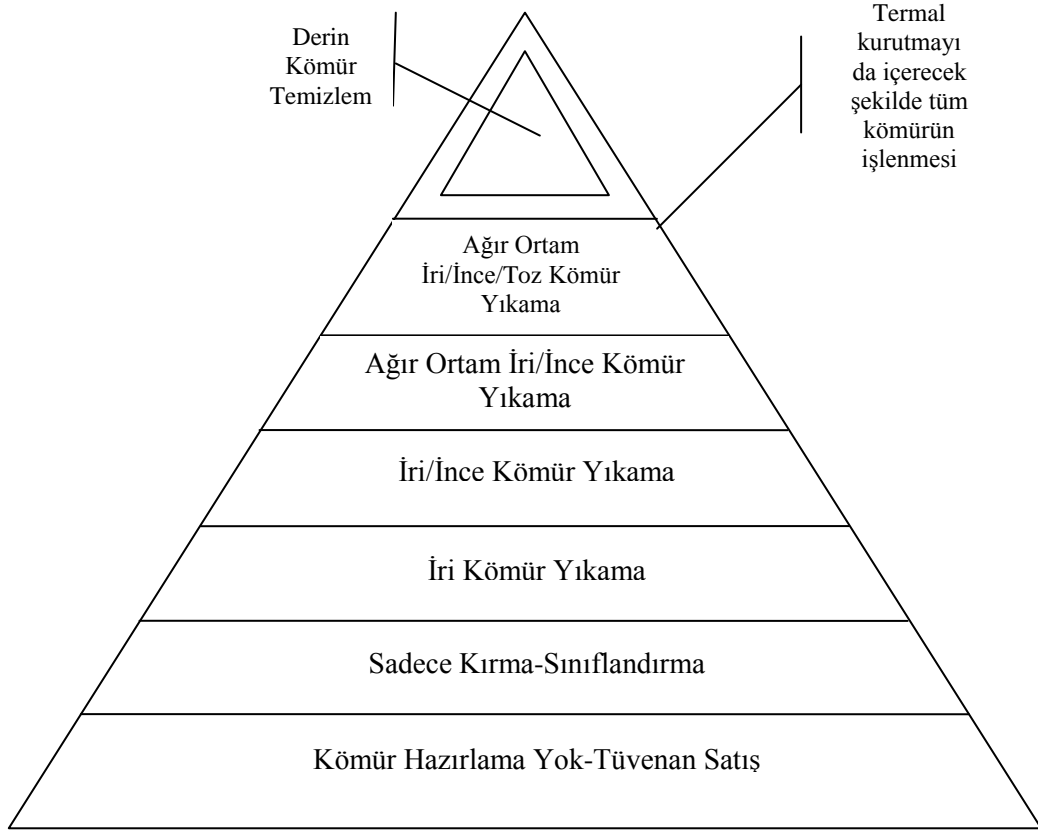 Derin
Kömür
Temizlem
Termal
kurutmayı
da içerecek
şekilde tüm
kömürün
işlenmesi
Ağır Ortam
İri/İnce/Toz Kömür
Yıkama
Ağır Ortam İri/İnce Kömür
Yıkama
İri/İnce Kömür Yıkama
İri Kömür Yıkama
Sadece Kırma-Sınıflandırma
Kömür Hazırlama Yok-Tüvenan Satış